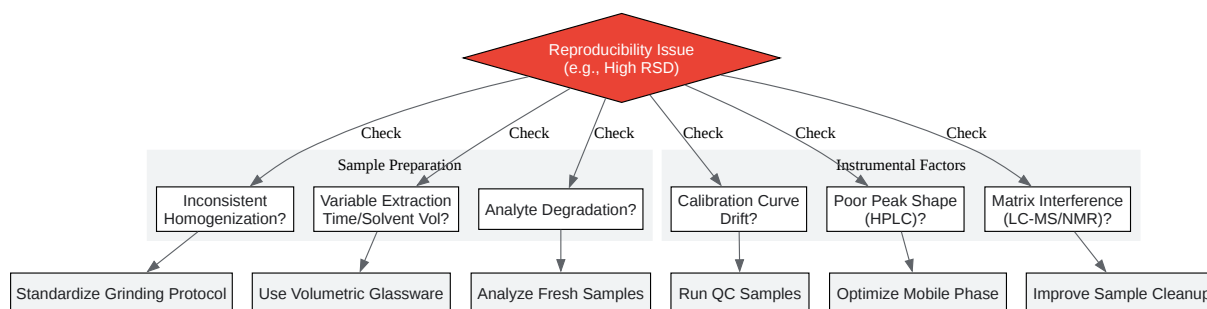 Reproducibility Issue
(e.g., High RSD)
Check
Check
Check
Check
Check
Check
Sample Preparation
Instrumental Factors
Inconsistent
Homogenization?
Variable Extraction
Time/Solvent Vol?
Analyte Degradation?
Calibration Curve
Drift?
Poor Peak Shape
(HPLC)?
Matrix Interference
(LC-MS/NMR)?
Standardize Grinding Protocol
Use Volumetric Glassware
Analyze Fresh Samples
Run QC Samples
Optimize Mobile Phase
Improve Sample Cleanup